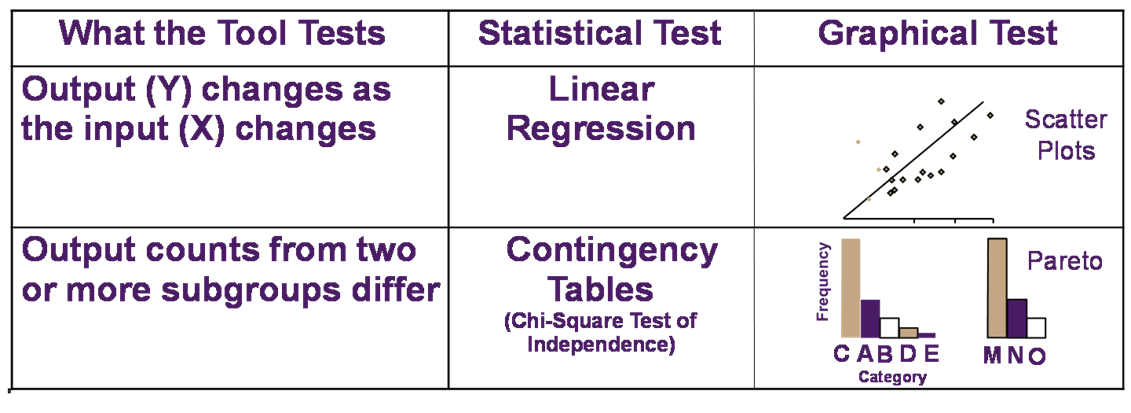 What the Tool Tests
Statistical Test
Graphical Test
Output (Y) changes as
the input (X) changes
Linear
Regression
Scatter
Plots
Output counts from two
or more subgroups differ
Contingency
Tables
(Chi-Square Test of
Independence)
Frequency
C A B D E
Category
M N O
Pareto